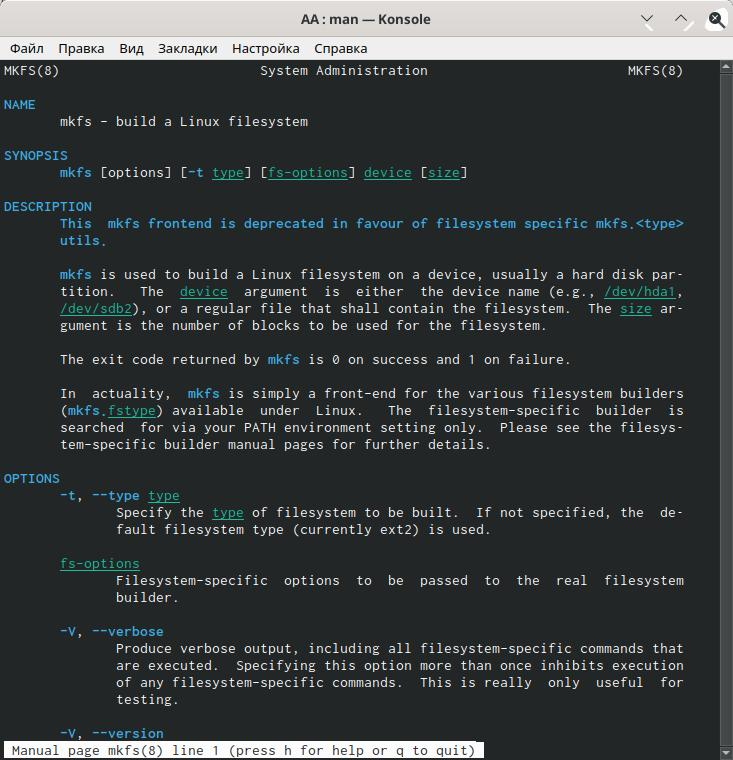 AA : man — Konsole
Файл Правка Вид Закладки Настройка Справка
MKFS(8) System Administration MKFS(8)
NAME
mkfs - build a Linux filesystem
SYNOPSIS
mkfs [options] [-t type] [fs-options] device [size]
DESCRIPTION
This mkfs frontend is deprecated in favour of filesystem specific mkfs.<type>
utils.
mkfs is used to build a Linux filesystem on a device, usually a hard disk par-
tition. The device argument is either the device name (e.g., /dev/hda1,
/dev/sdb2), or a regular file that shall contain the filesystem. The size ar-
gument is the number of blocks to be used for the filesystem.
The exit code returned by mkfs is 0 on success and 1 on failure.
In actuality, mkfs is simply a front-end for the various filesystem builders
(mkfs.fstype) available under Linux. The filesystem-specific builder is
searched for via your PATH environment setting only. Please see the filesys-
tem-specific builder manual pages for further details.
OPTIONS
-t, --type type
Specify the type of filesystem to be built. If not specified, the de-
fault filesystem type (currently ext2) is used.
fs-options
Filesystem-specific options to be passed to the real filesystem
builder.
-V, --verbose
Produce verbose output, including all filesystem-specific commands that
are executed. Specifying this option more than once inhibits execution
of any filesystem-specific commands. This is really only useful for
testing.
-V, --version
Manual page mkfs(8) line 1 (press h for help or q to quit)